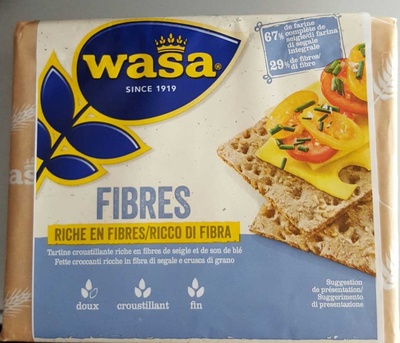 wasa®
SINCE 1919
67% de farine
complète de
seigle/di farina
di segale
integrale
29% de fibres/
di fibre
FIBRES
RICHE EN FIBRES/RICCO DI FIBRA
Tartine croustillante riche en fibres de seigle et de son de blé
Fette croccanti ricche in fibra di segale e crusca di grano
doux croustillant fin
Suggestion
de présentation/
Suggerimento
di presentazione